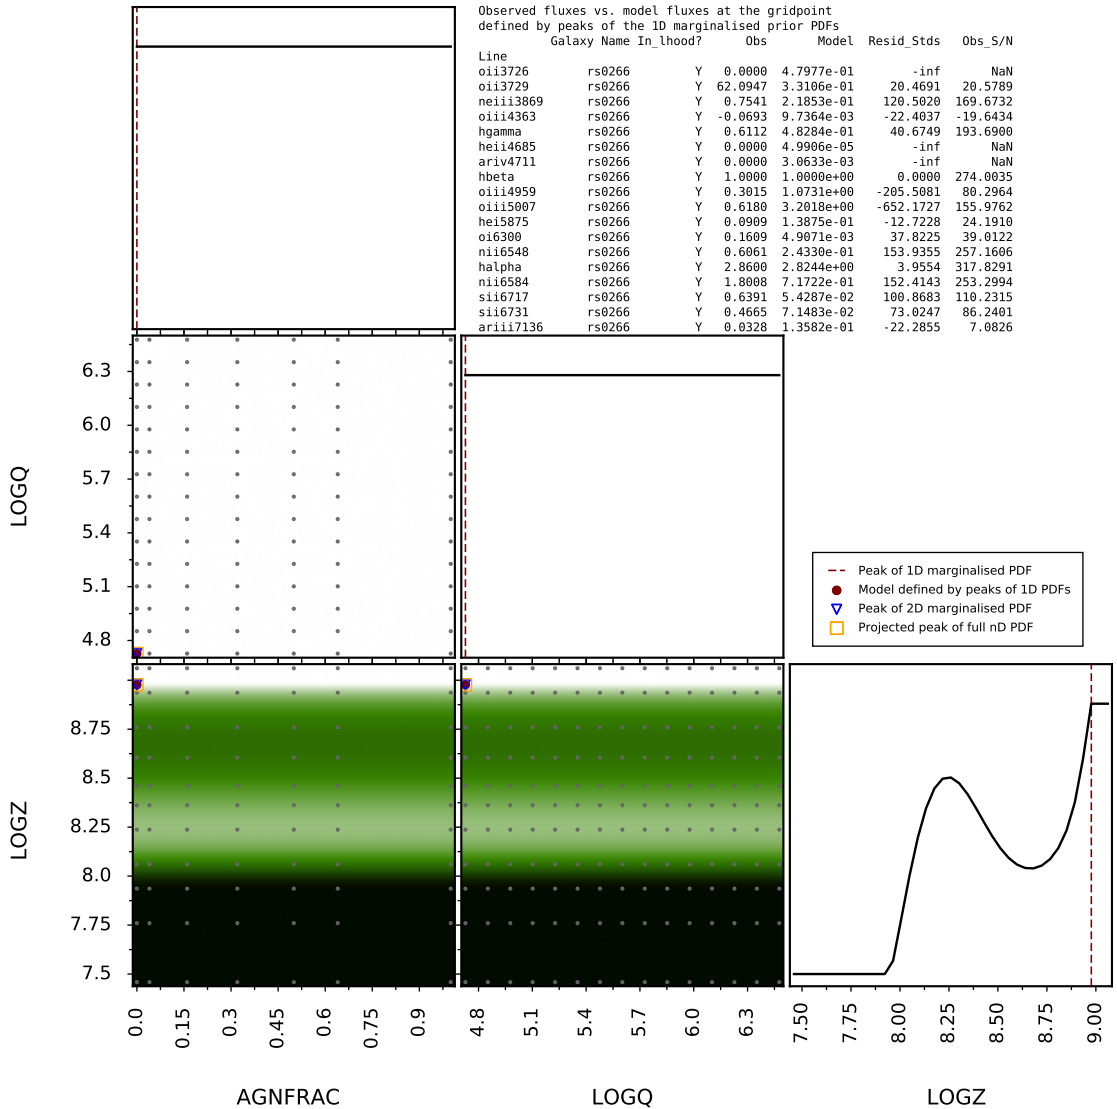 Observed fluxes vs. model fluxes at the gridpoint
defined by peaks of the 1D marginalised prior PDFs
Galaxy Name In_lhood? Obs Model Resid_Stds Obs_S/N
Line
oii3726 rs0266 Y 0.0000 4.7977e-01 -inf NaN
oii3729 rs0266 Y 62.0947 3.3106e-01 20.4691 20.5789
neiii3869 rs0266 Y 0.7541 2.1853e-01 120.5020 169.6732
oiii4363 rs0266 Y -0.0693 9.7364e-03 -22.4037 -19.6434
hgamma rs0266 Y 0.6112 4.8284e-01 40.6749 193.6900
heii4685 rs0266 Y 0.0000 4.9906e-05 -inf NaN
ariv4711 rs0266 Y 0.0000 3.0633e-03 -inf NaN
hbeta rs0266 Y 1.0000 1.0000e+00 0.0000 274.0035
oiii4959 rs0266 Y 0.3015 1.0731e+00 -205.5081 80.2964
oiii5007 rs0266 Y 0.6180 3.2018e+00 -652.1727 155.9762
hei5875 rs0266 Y 0.0909 1.3875e-01 -12.7228 24.1910
oi6300 rs0266 Y 0.1609 4.9071e-03 37.8225 39.0122
nii6548 rs0266 Y 0.6061 2.4330e-01 153.9355 257.1606
halpha rs0266 Y 2.8600 2.8244e+00 3.9554 317.8291
nii6584 rs0266 Y 1.8008 7.1722e-01 152.4143 253.2994
sii6717 rs0266 Y 0.6391 5.4287e-02 100.8683 110.2315
sii6731 rs0266 Y 0.4665 7.1483e-02 73.0247 86.2401
ariii7136 rs0266 Y 0.0328 1.3582e-01 -22.2855 7.0826
LOGQ
6.3
6.0
5.7
5.4
5.1
4.8
Peak of 1D marginalised PDF
Model defined by peaks of 1D PDFs
Peak of 2D marginalised PDF
Projected peak of full nD PDF
LOGZ
8.75
8.5
8.25
8.0
7.75
7.5
0.0 0.15 0.3 0.45 0.6 0.75 0.9
4.8 5.1 5.4 5.7 6.0 6.3
7.50 7.75 8.00 8.25 8.50 8.75 9.00
AGNFRAC LOGQ LOGZ